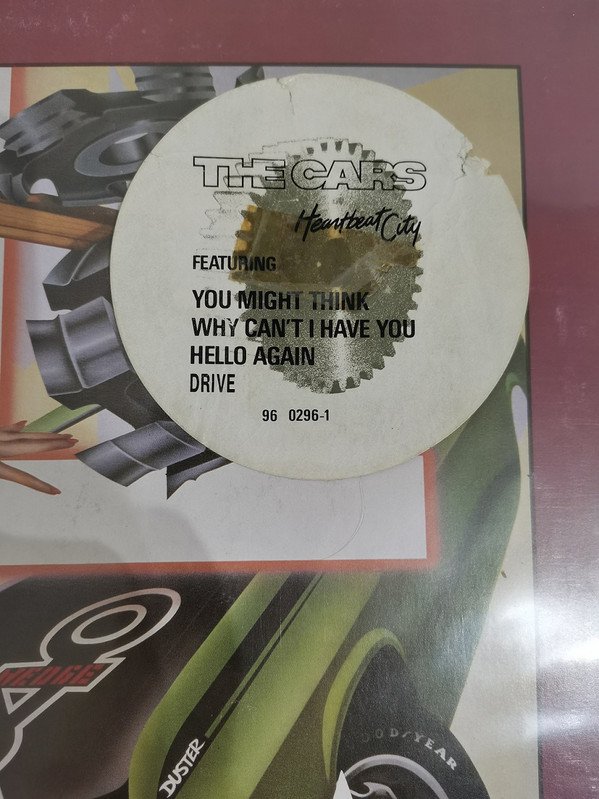 THE CARS
Heartbeat City
FEATURING
YOU MIGHT THINK
WHY CAN'T I HAVE YOU
HELLO AGAIN
DRIVE
96 0296-1
DUSTER
GOODYEAR